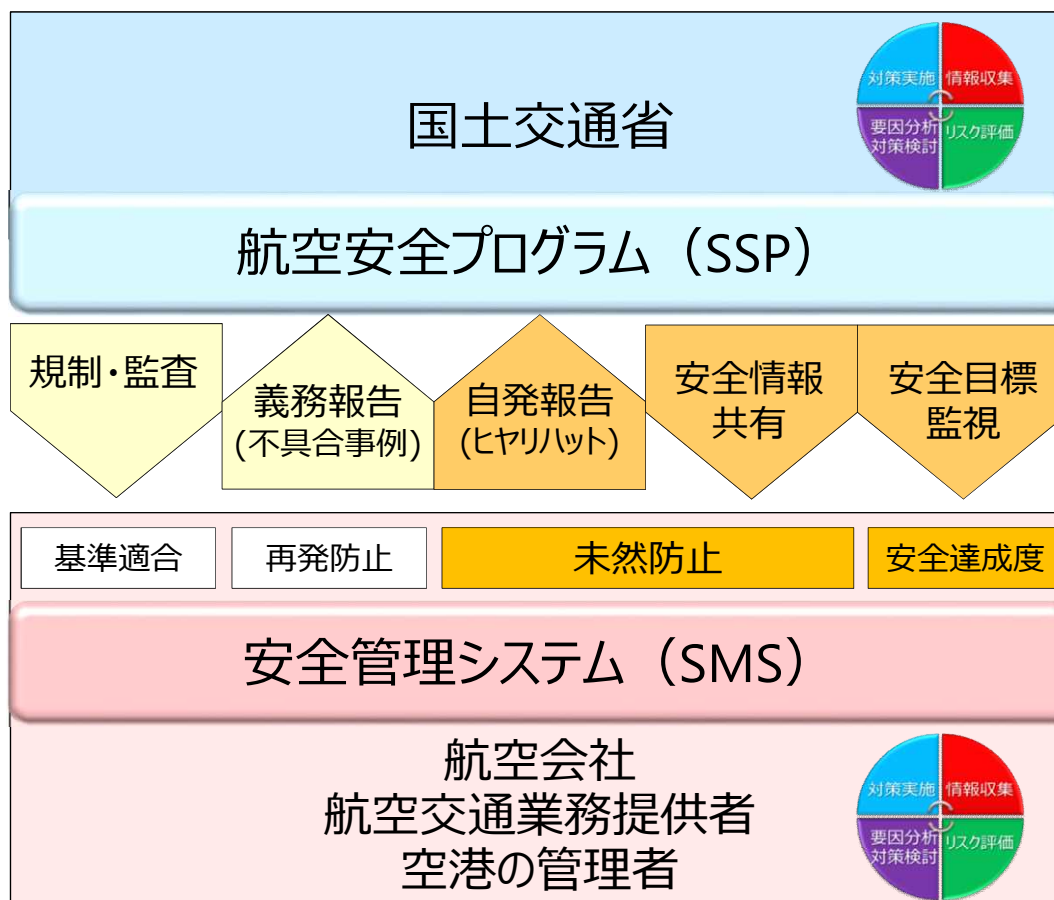 国土交通省
対策実施
情報収集
要因分析
対策検討
リスク評価
航空安全プログラム（SSP）
規制・監査
義務報告
(不具合事例)
自発報告
(ヒヤリハット)
安全情報
共有
安全目標
監視
基準適合
再発防止
未然防止
安全達成度
安全管理システム（SMS）
航空会社
航空交通業務提供者
空港の管理者
対策実施
情報収集
要因分析
対策検討
リスク評価